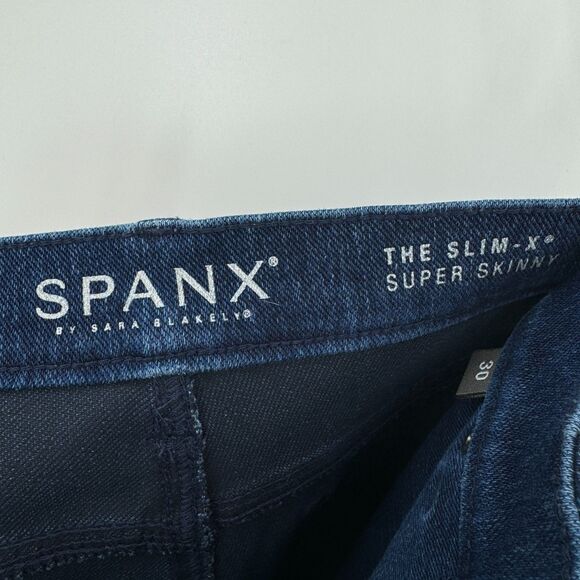 SPANX®
BY SARA BLAKELY®
THE SLIM-X®
SUPER SKINNY
30